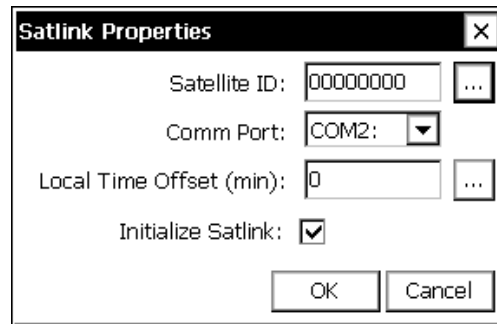 Satlink Properties
Satellite ID: 00000000 ...
Comm Port: COM2:
Local Time Offset (min): 0 ...
Initialize Satlink:
OK Cancel